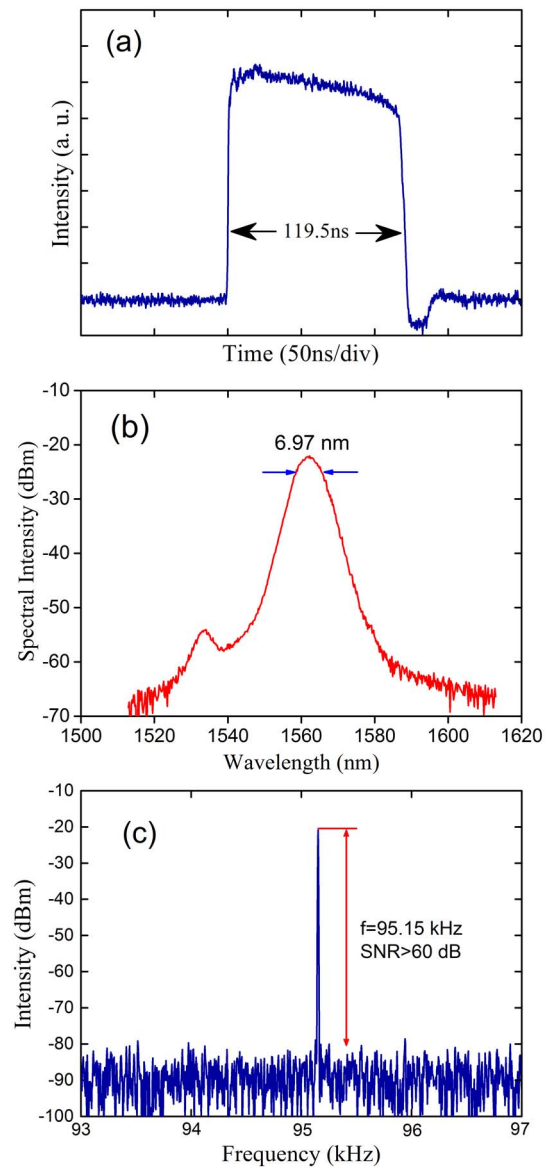 (a)
Intensity (a. u.)
119.5ns
Time (50ns/div)
(b)
6.97 nm
Spectral Intensity (dBm)
-10
-20
-30
-40
-50
-60
-70
1500 1520 1540 1560 1580 1600 1620
Wavelength (nm)
(c)
Intensity (dBm)
-10
-20
-30
-40
-50
-60
-70
-80
-90
-100
f=95.15 kHz
SNR>60 dB
93 94 95 96 97
Frequency (kHz)